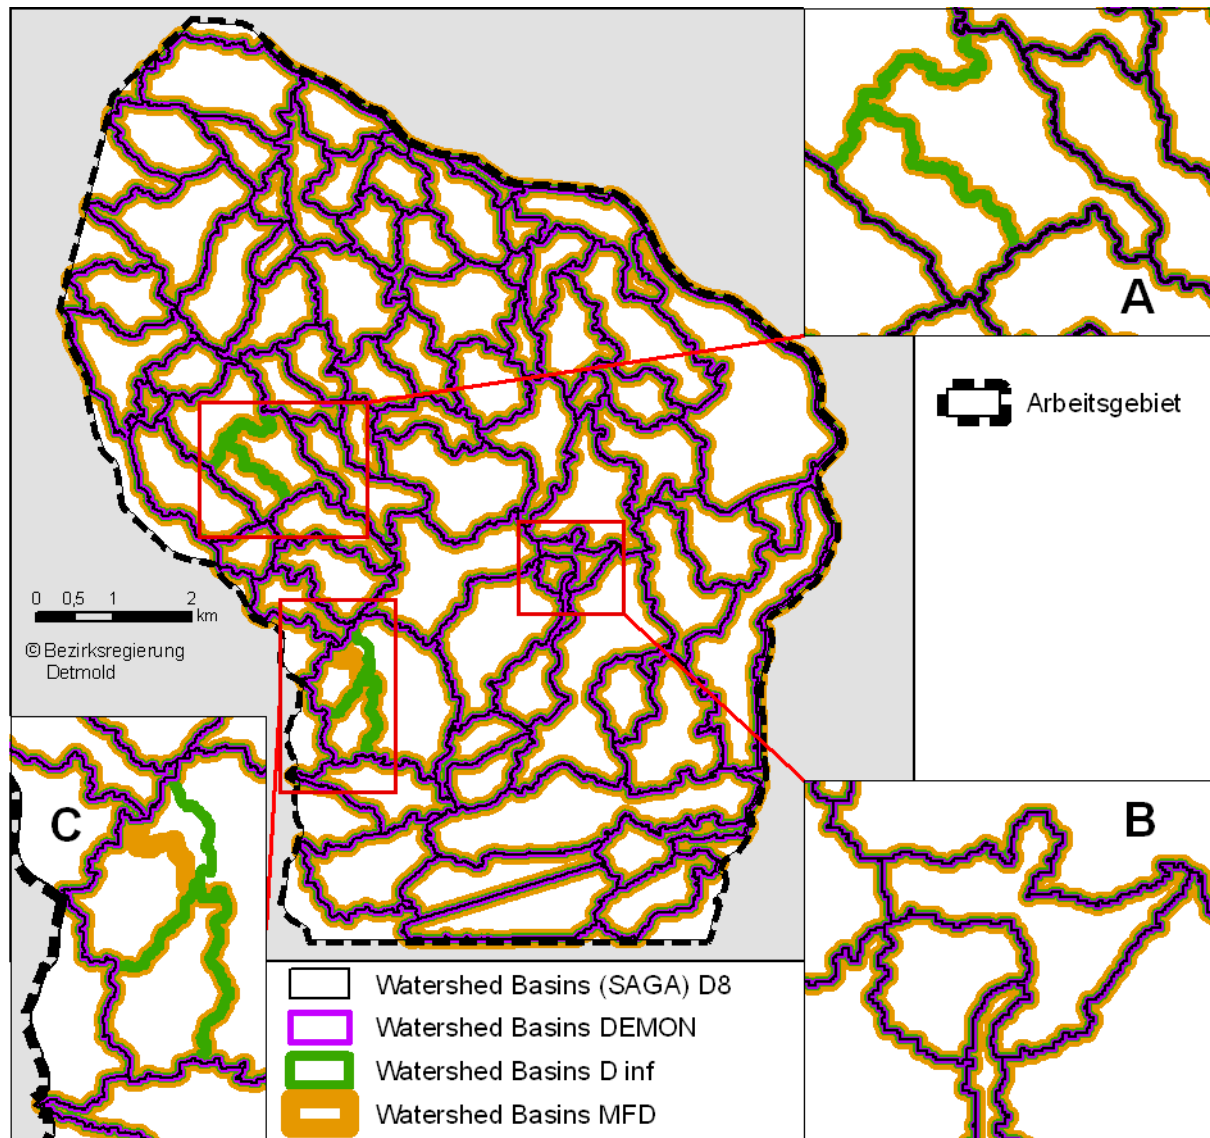 A
Arbeitsgebiet
0 0,5 1 2
km
© Bezirksregierung
Detmold
C
B
Watershed Basins (SAGA) D8
Watershed Basins DEMON
Watershed Basins D inf
Watershed Basins MFD